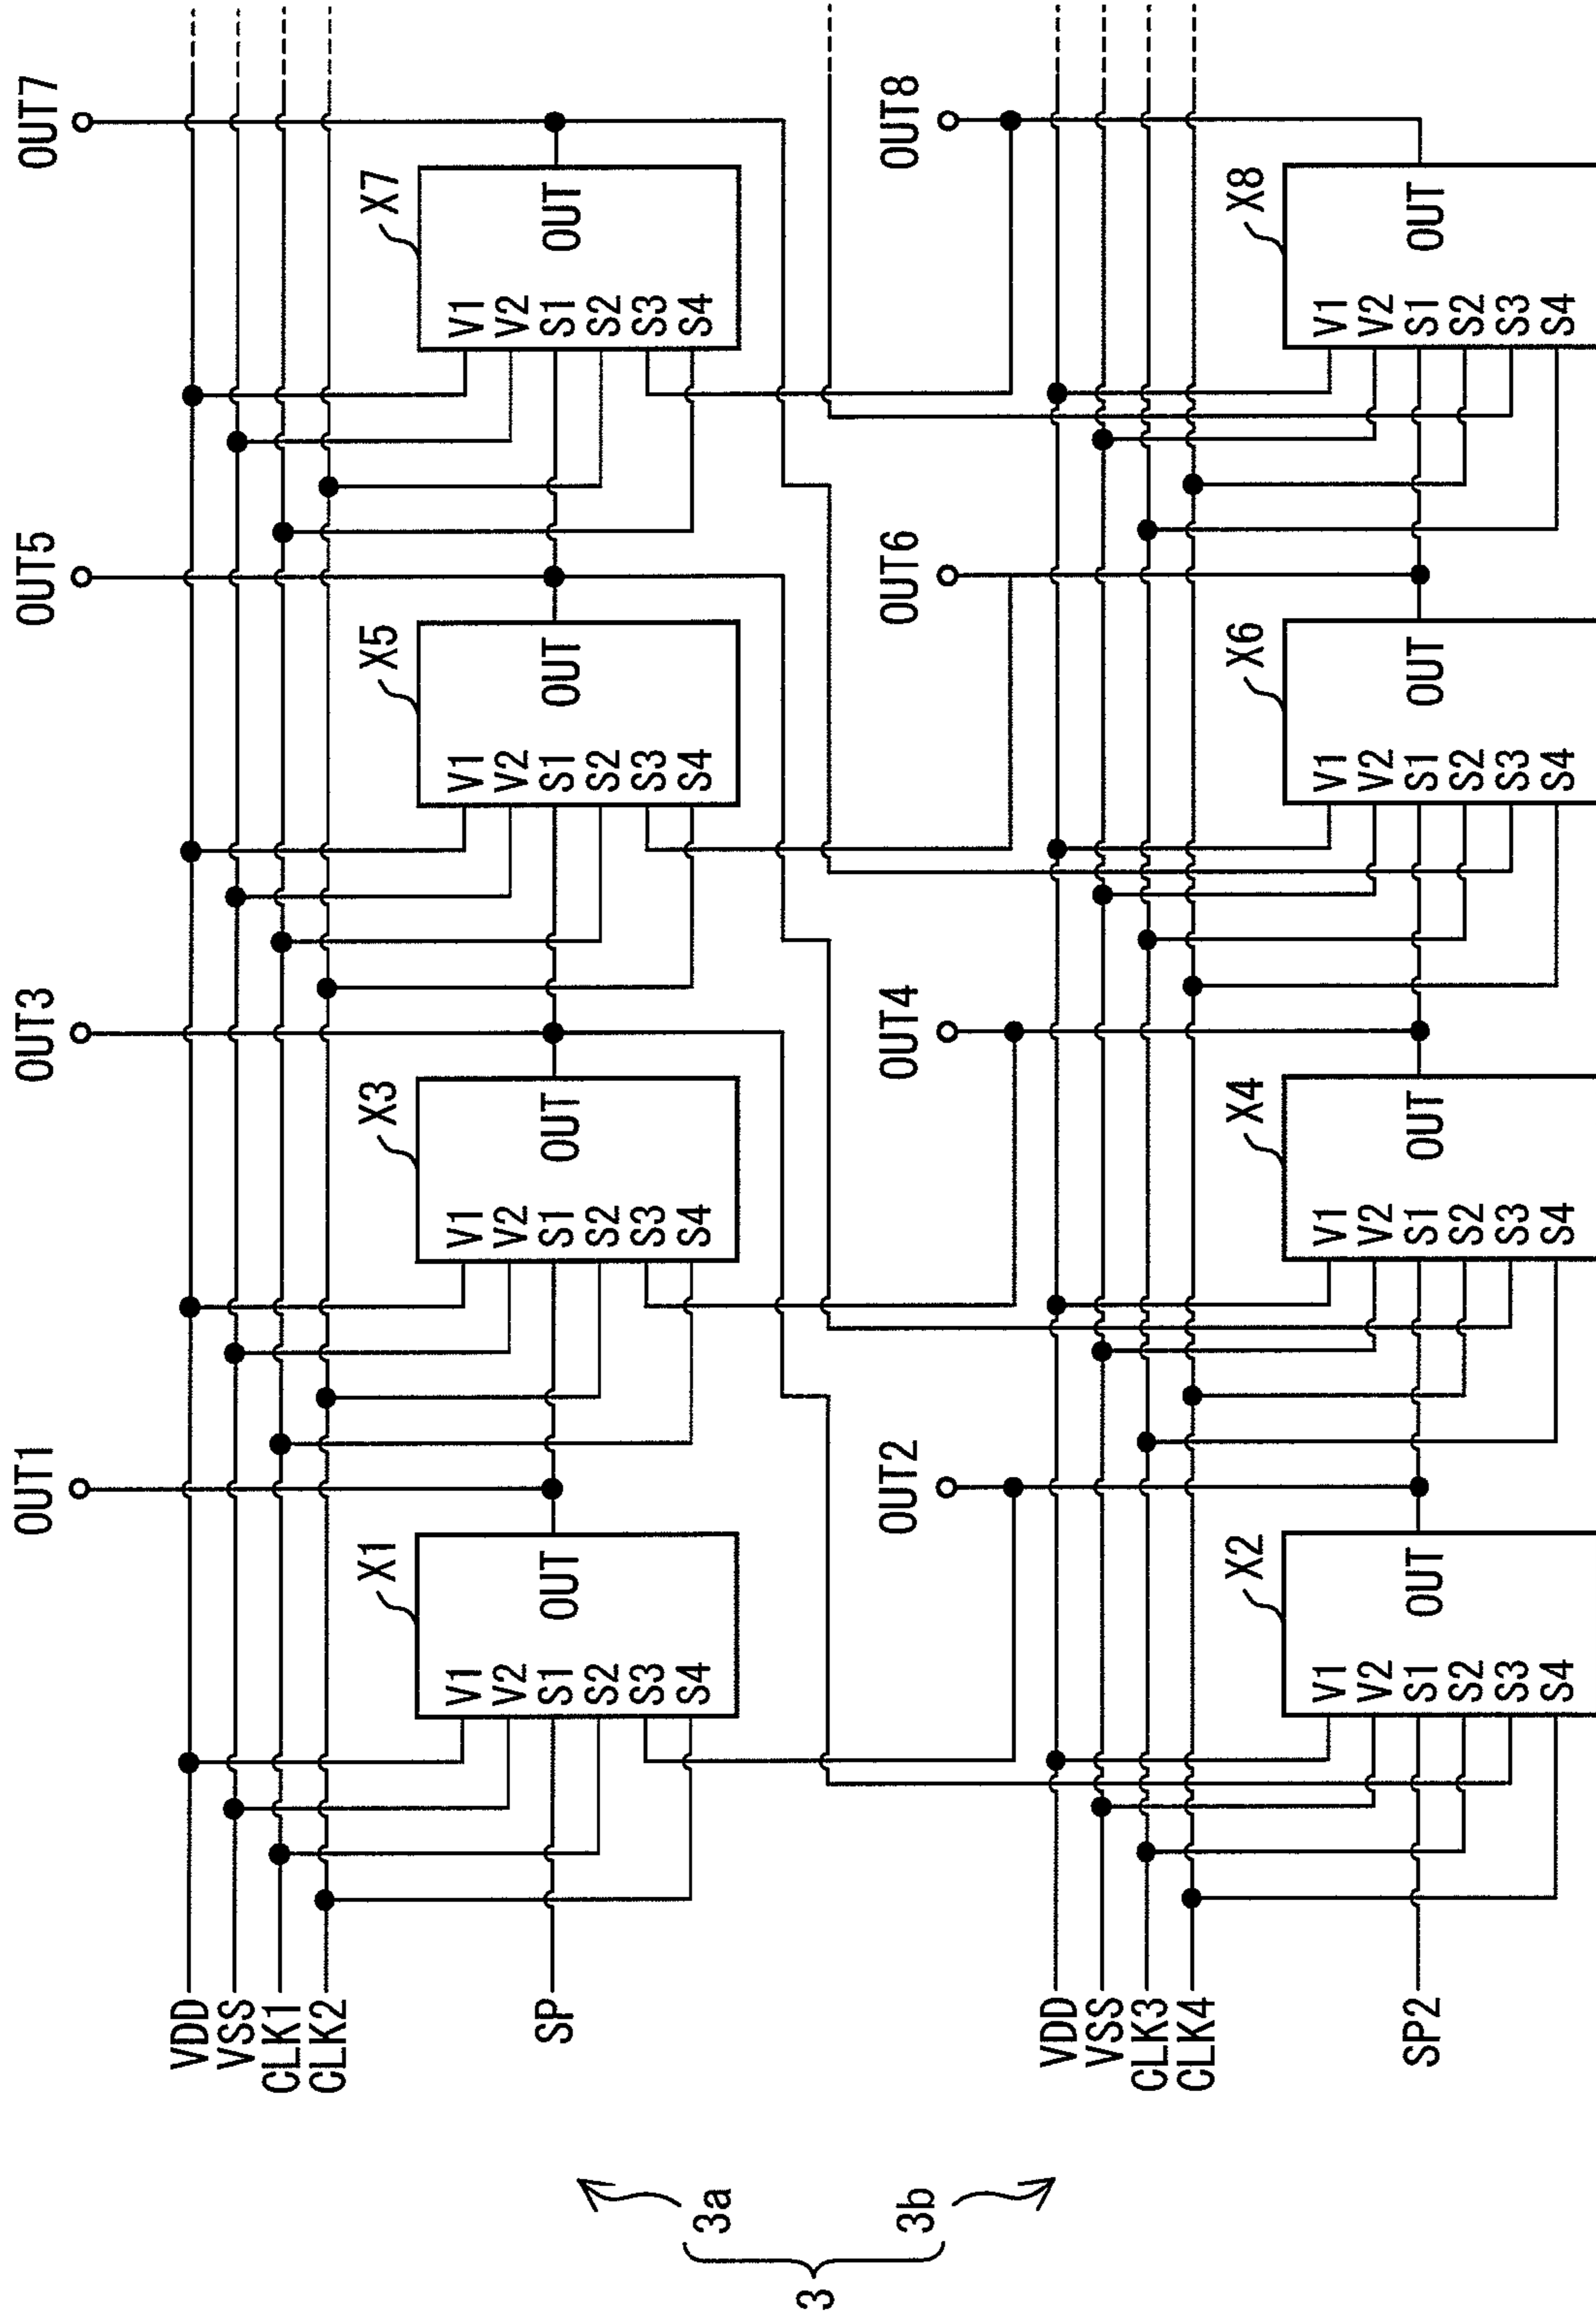 OUT1
OUT3
OUT5
OUT7
VDD
VSS
CLK1
CLK2
SP
X1
V1
V2
S1
S2
S3
S4
OUT
X3
V1
V2
S1
S2
S3
S4
OUT
X5
V1
V2
S1
S2
S3
S4
OUT
X7
V1
V2
S1
S2
S3
S4
OUT
OUT2
OUT4
OUT6
OUT8
VDD
VSS
CLK3
CLK4
SP2
X2
V1
V2
S1
S2
S3
S4
OUT
X4
V1
V2
S1
S2
S3
S4
OUT
X6
V1
V2
S1
S2
S3
S4
OUT
X8
V1
V2
S1
S2
S3
S4
OUT
3
3a
3b